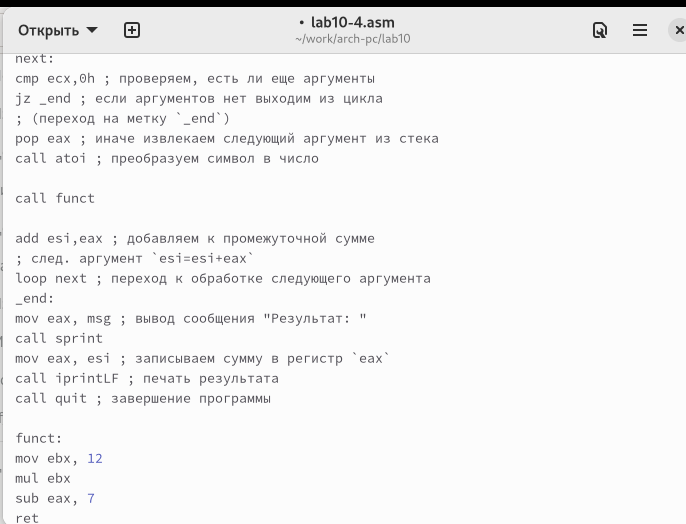 Открыть
• lab10-4.asm
~/work/arch-pc/lab10
next:
cmp ecx,0h ; проверяем, есть ли еще аргументы
jz _end ; если аргументов нет выходим из цикла
; (переход на метку `_end`)
pop eax ; иначе извлекаем следующий аргумент из стека
call atoi ; преобразуем символ в число
call funct
add esi,eax ; добавляем к промежуточной сумме
; след. аргумент `esi=esi+eax`
loop next ; переход к обработке следующего аргумента
_end:
mov eax, msg ; вывод сообщения "Результат: "
call sprint
mov eax, esi ; записываем сумму в регистр `eax`
call iprintLF ; печать результата
call quit ; завершение программы
funct:
mov ebx, 12
mul ebx
sub eax, 7
ret